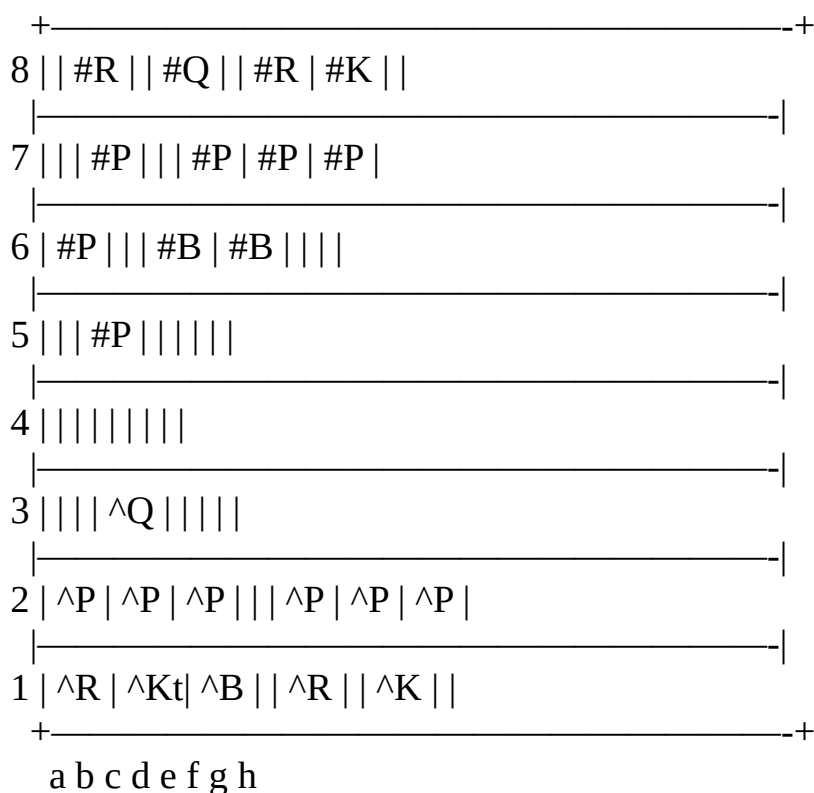 +———————————————————-+
8 | | #R | | #Q | | #R | #K | |
|———————————————————-|
7 | | | #P | | | #P | #P | #P |
|———————————————————-|
6 | #P | | | #B | #B | | | |
|———————————————————-|
5 | | | #P | | | | | |
|———————————————————-|
4 | | | | | | | | |
|———————————————————-|
3 | | | | ^Q | | | | |
|———————————————————-|
2 | ^P | ^P | ^P | | | ^P | ^P | ^P |
|———————————————————-|
1 | ^R | ^Kt| ^B | | ^R | | ^K | |
+———————————————————-+
a b c d e f g h